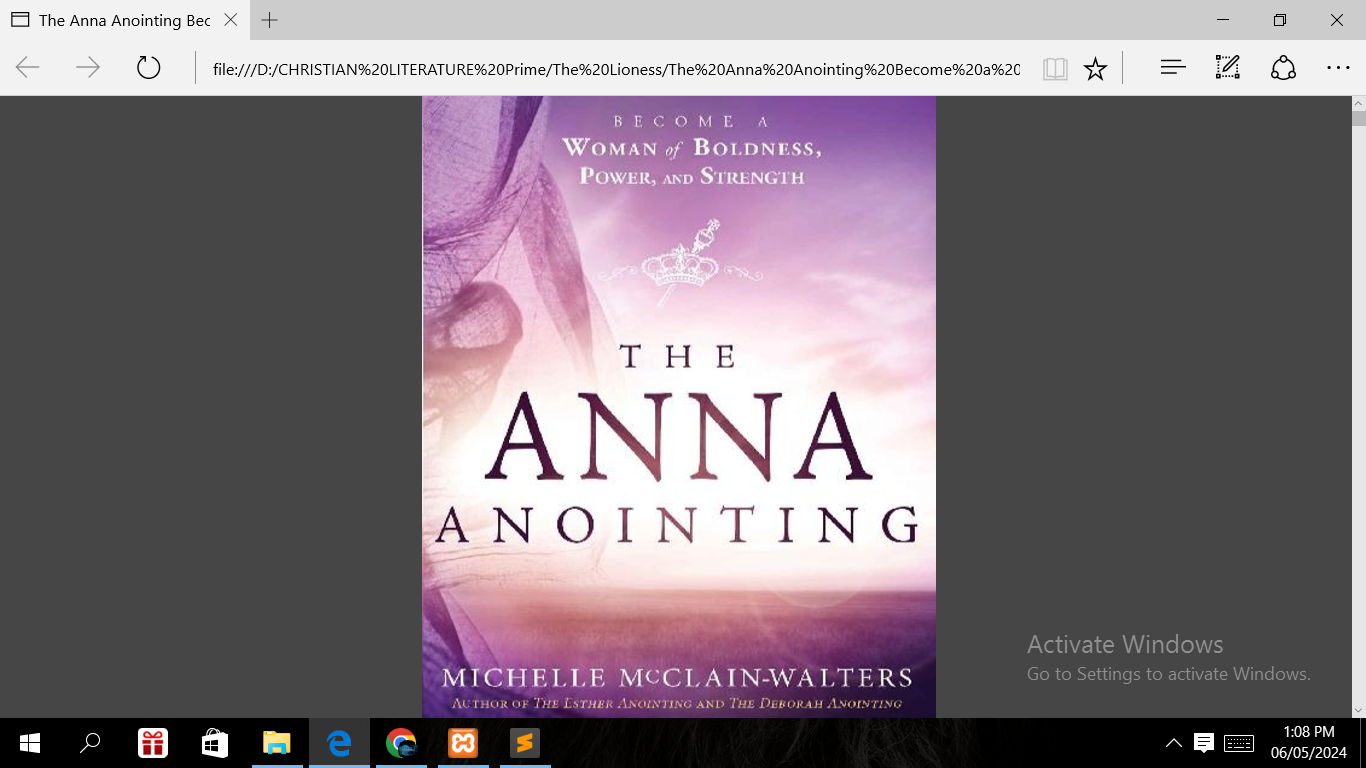 The Anna Anointing Bec
file:///D:/CHRISTIAN%20LITERATURE%20Prime/The%20Lioness/The%20Anna%20Anointing%20Become%20a%20
BECOME A
WOMAN of BOLDNESS,
POWER, AND STRENGTH
THE
ANNA
ANOINTING
MICHELLE MCCLAIN-WALTERS
AUTHOR OF THE ESTHER ANOINTING AND THE DEBORAH ANOINTING
Activate Windows
Go to Settings to activate Windows.
1:08 PM
06/05/2024